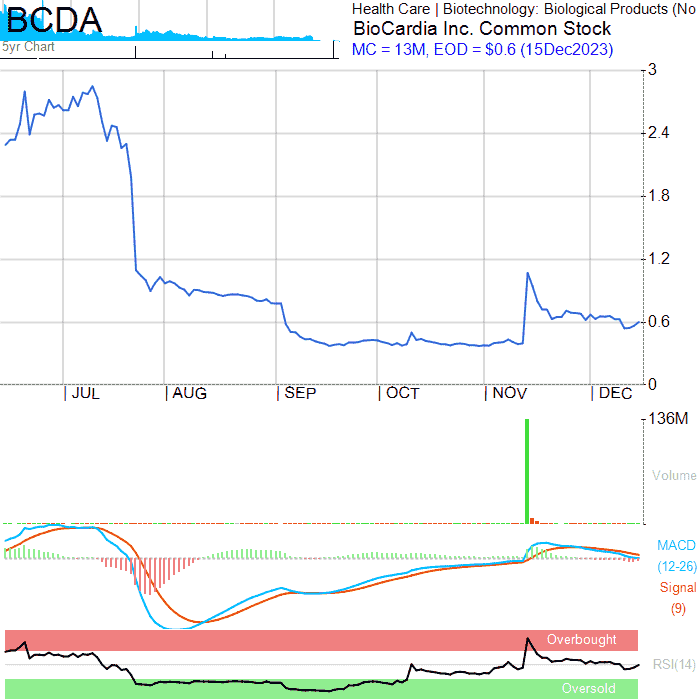 BCDA
5yr Chart
Health Care | Biotechnology: Biological Products (No
BioCardia Inc. Common Stock
MC = 13M, EOD = $0.6 (15Dec2023)
3
2.4
1.8
1.2
0.6
0
| JUL | AUG | SEP | OCT | NOV | DEC
136M
Volume
MACD
(12-26)
Signal
(9)
Overbought
RSI(14)
Oversold